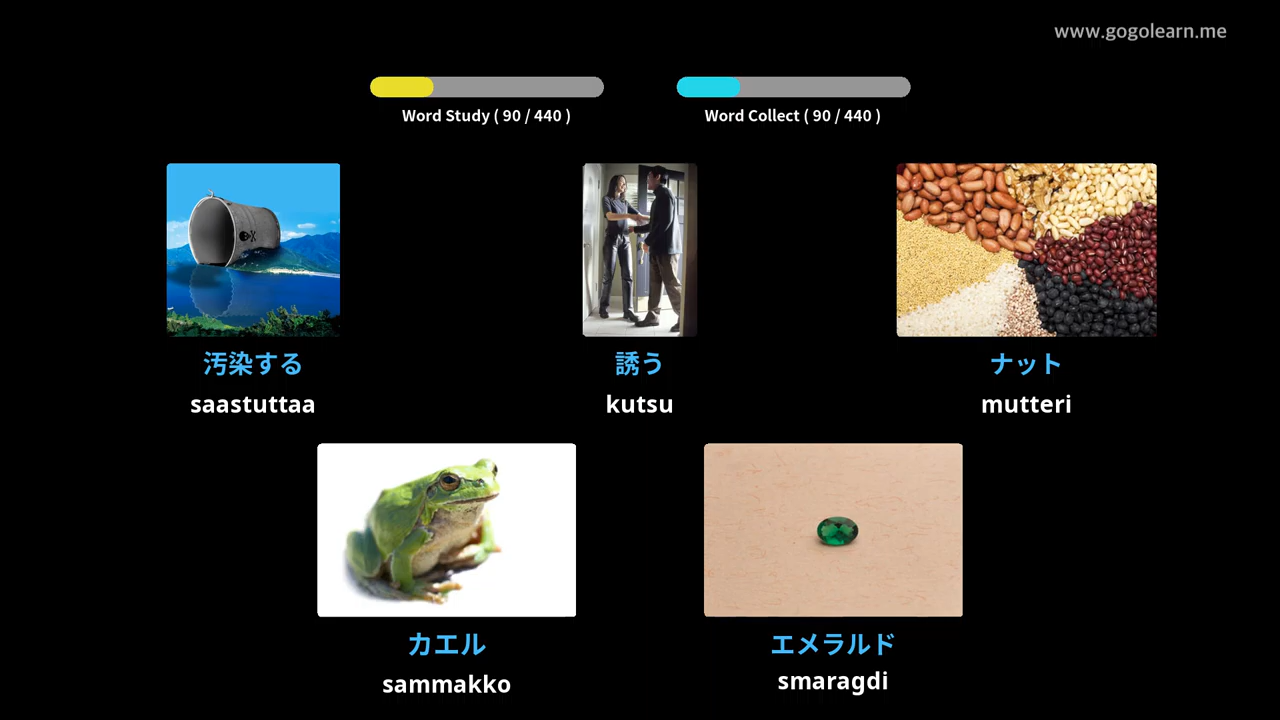 www.gogolearn.me
Word Study ( 90 / 440 )
Word Collect ( 90 / 440 )
汚染する
誘う
ナット
saastuttaa
kutsu
mutteri
カエル
エメラルド
sammakko
smaragdi